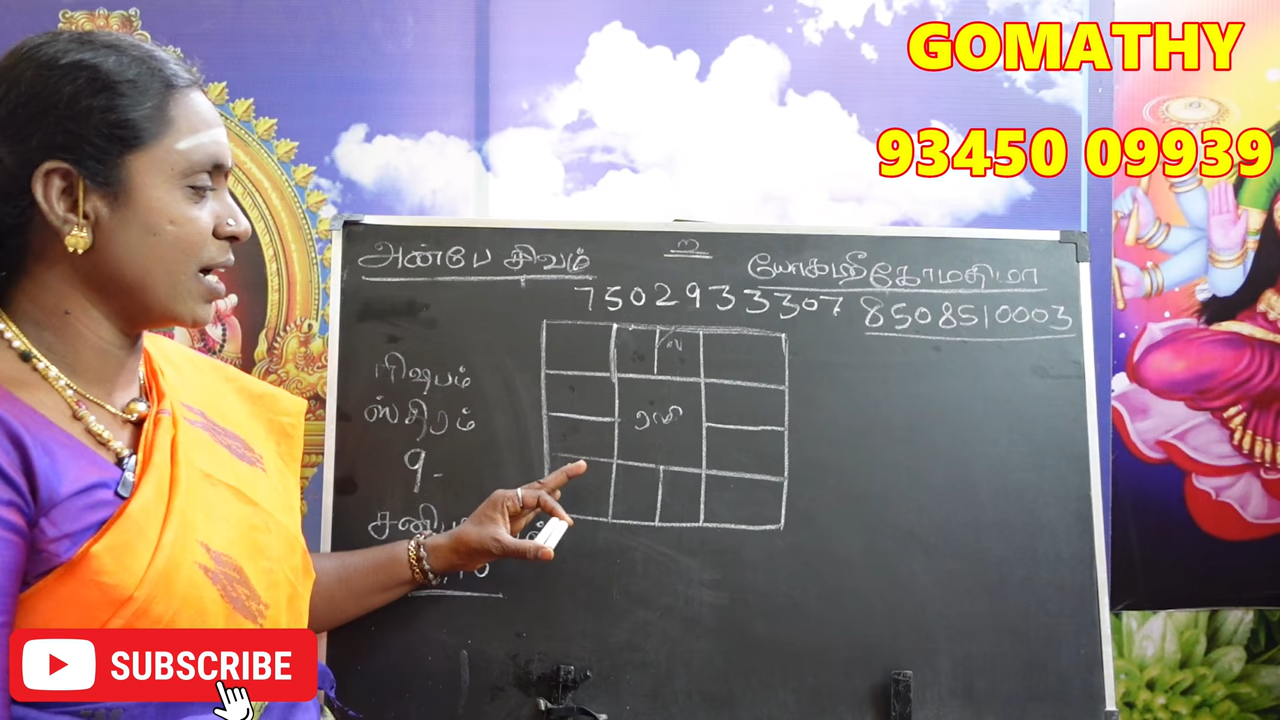 GOMATHY
93450 09939
அன்பே சிவம்
உ
யோகஸ்ரீ கோமதிமா
7502933307 8508510003
ரிஷபம்
ஸ்திரம்
9-
ல
ராசி
SUBSCRIBE